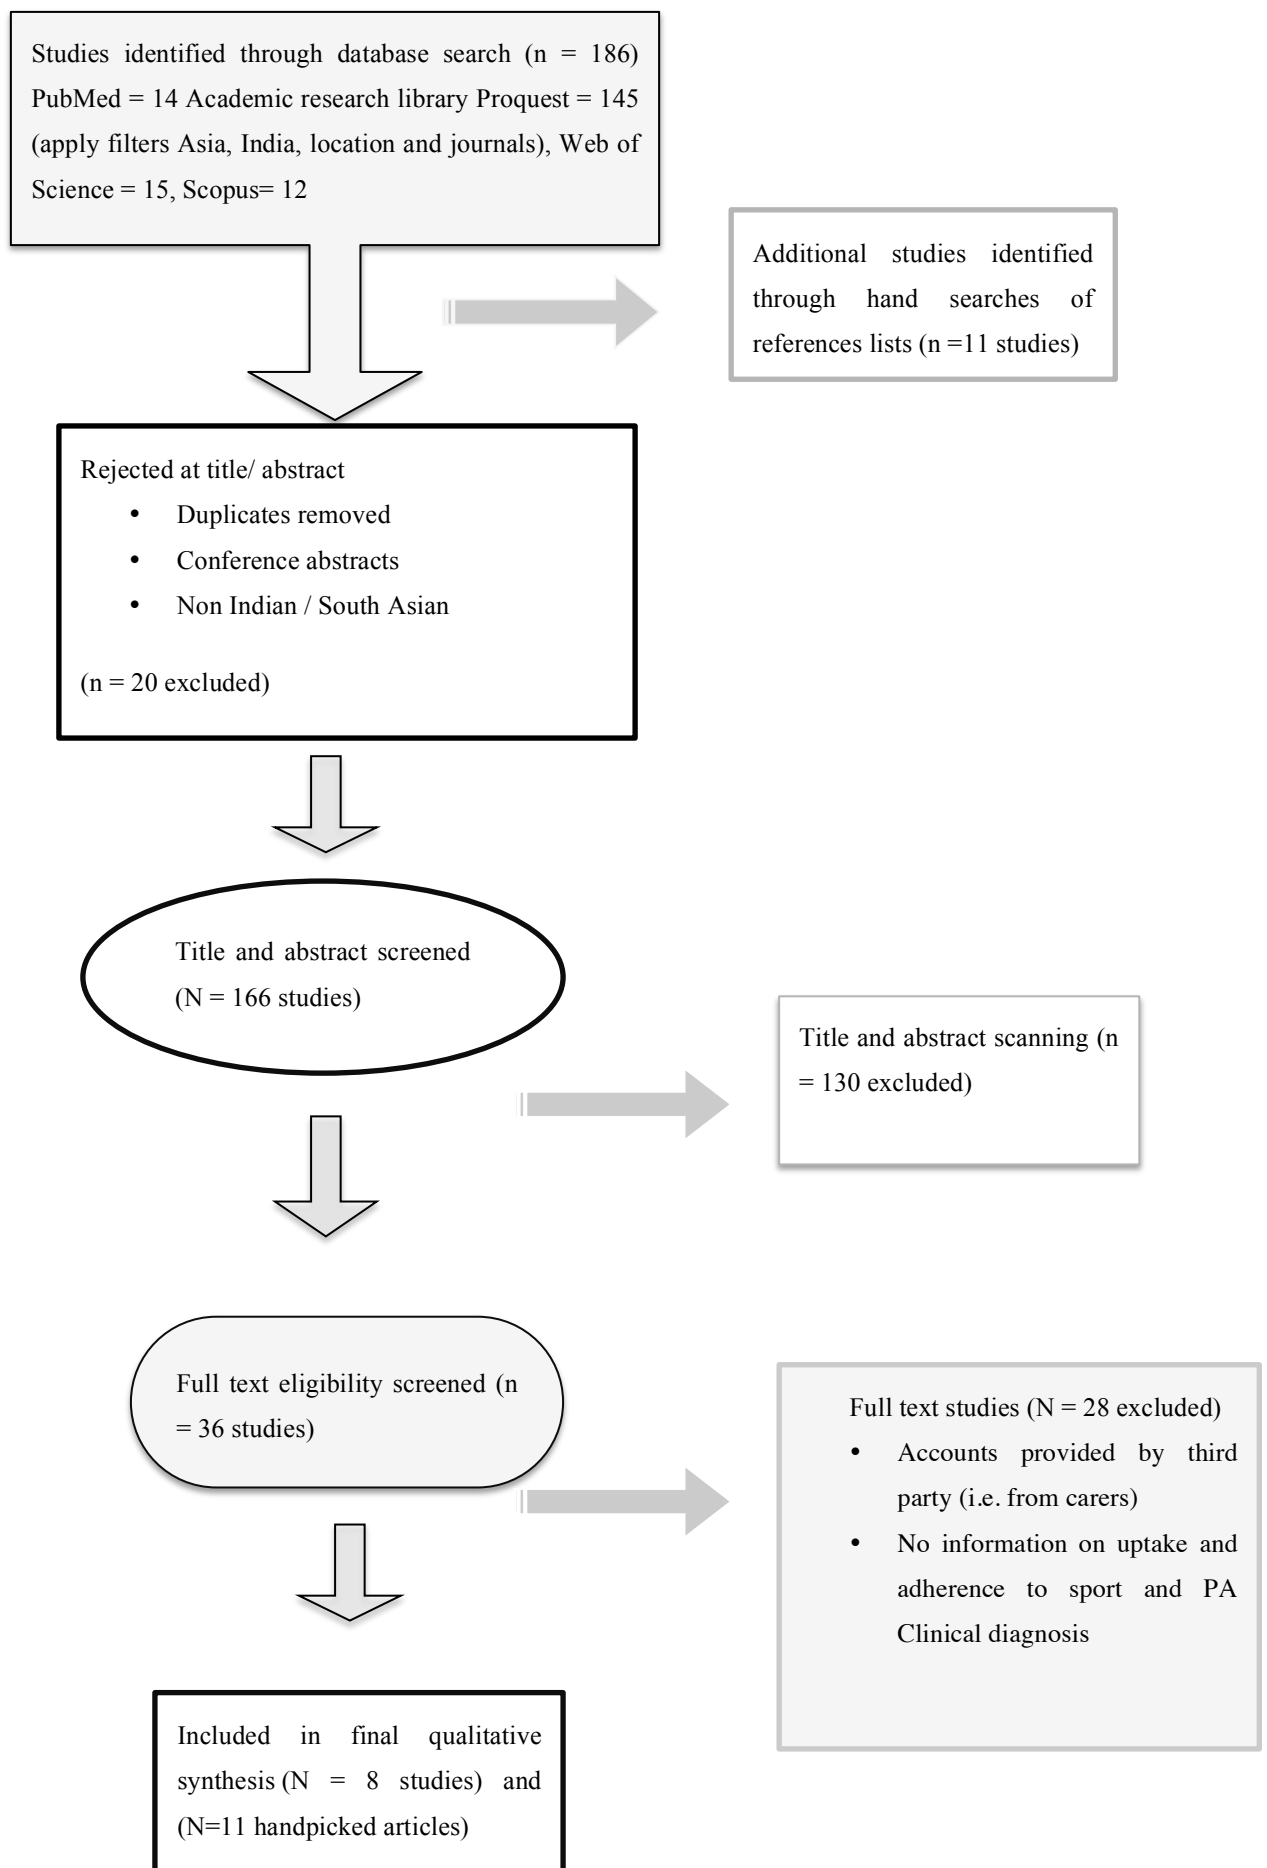 Studies identified through database search (n = 186)
PubMed = 14 Academic research library Proquest = 145
(apply filters Asia, India, location and journals), Web of
Science = 15, Scopus= 12
Additional studies identified
through hand searches of
references lists (n =11 studies)
Rejected at title/ abstract
• Duplicates removed
• Conference abstracts
• Non Indian / South Asian
(n = 20 excluded)
Title and abstract screened
(N = 166 studies)
Title and abstract scanning (n
= 130 excluded)
Full text eligibility screened (n
= 36 studies)
Full text studies (N = 28 excluded)
• Accounts provided by third
party (i.e. from carers)
• No information on uptake and
adherence to sport and PA
Clinical diagnosis
Included in final qualitative
synthesis (N = 8 studies) and
(N=11 handpicked articles)